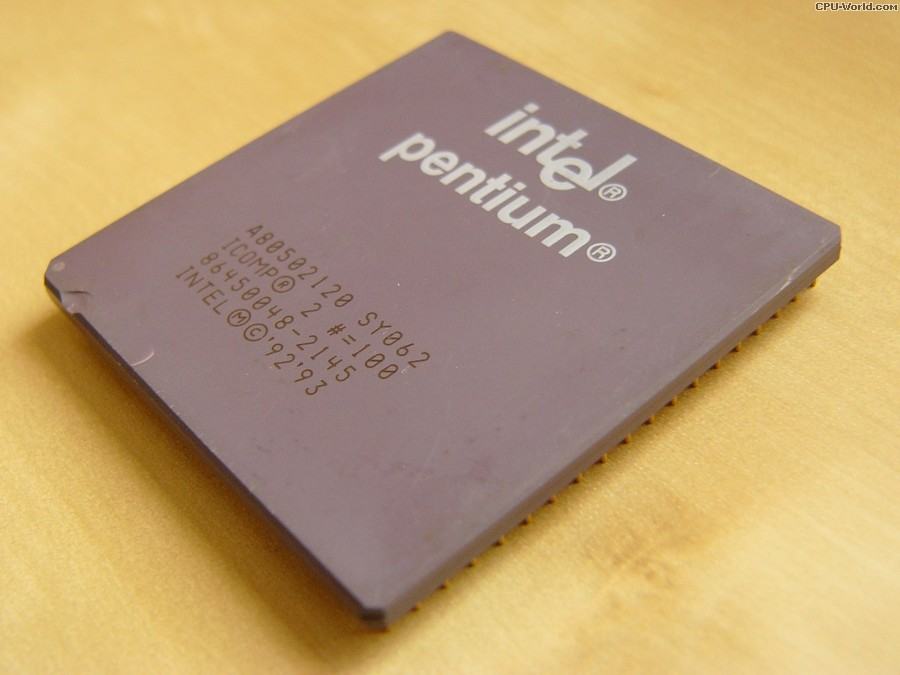 CPU-World.com
intel®
pentium®
A80502120 SY062
ICOMP® 2 #=100
86450048-2145
INTEL Ⓜ©'92'93